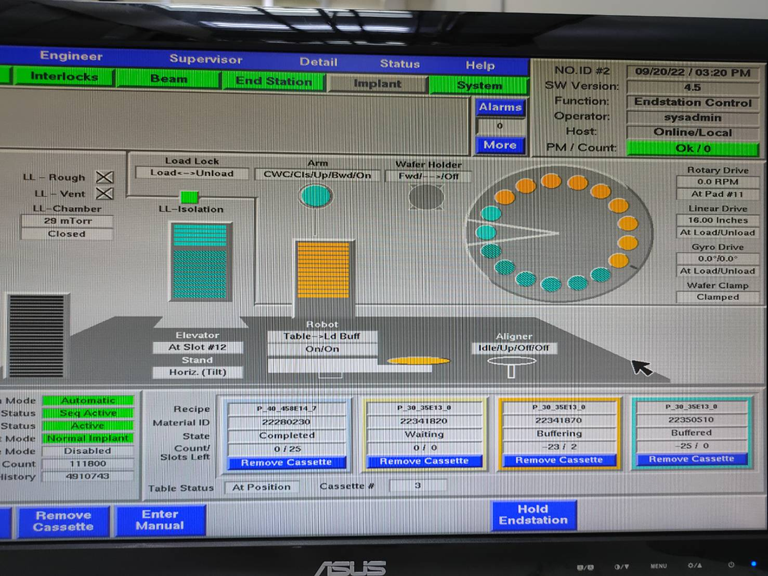 Engineer Supervisor Detail Status Help
Interlocks Beam End Station Implant System
Alarms
0
More
NO.ID #2 09/20/22 / 03:20 PM
SW Version: 4.5
Function: Endstation Control
Operator: sysadmin
Host: Online/Local
PM / Count: Ok / 0
LL - Rough
LL - Vent
LL-Chamber
29 mTorr
Closed
Load Lock
Load<->Unload
LL-Isolation
Arm
CWC/Cls/Up/Bwd/On
Wafer Holder
Fwd/--->/Off
Rotary Drive
0.0 RPM
At Pad #11
Linear Drive
16.00 Inches
At Load/Unload
Gyro Drive
0.0°/0.0°
At Load/Unload
Wafer Clamp
Clamped
Elevator
At Slot #12
Stand
Horiz. (Tilt)
Robot
Table-->Ld Buff
On/On
Aligner
Idle/Up/Off/Off
Mode Automatic
Status Seq Active
Status Active
Mode Normal Implant
Mode Disabled
Count 111800
History 4910743
Recipe P_40_458E14_7 P_30_35E13_0 P_30_35E13_0 P_30_35E13_0
Material ID 22280230 22341820 22341870 22350510
State Completed Waiting Buffering Buffered
Count/
Slots Left 0 / 25 0 / 0 -23 / 2 -25 / 0
Remove Cassette Remove Cassette Remove Cassette Remove Cassette
Table Status At Position Cassette # 3
Remove
Cassette
Enter
Manual
Hold
Endstation
ASUS
MENU